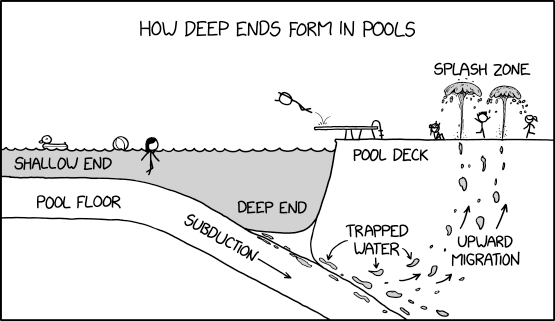 HOW DEEP ENDS FORM IN POOLS
SPLASH ZONE
SHALLOW END
POOL DECK
POOL FLOOR
DEEP END
SUBDUCTION
TRAPPED
WATER
UPWARD
MIGRATION